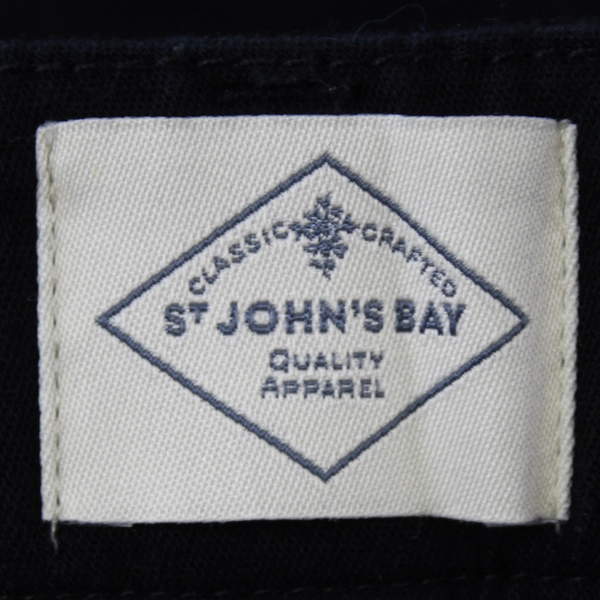 CLASSIC CRAFTED
ST JOHN'S BAY
QUALITY
APPAREL